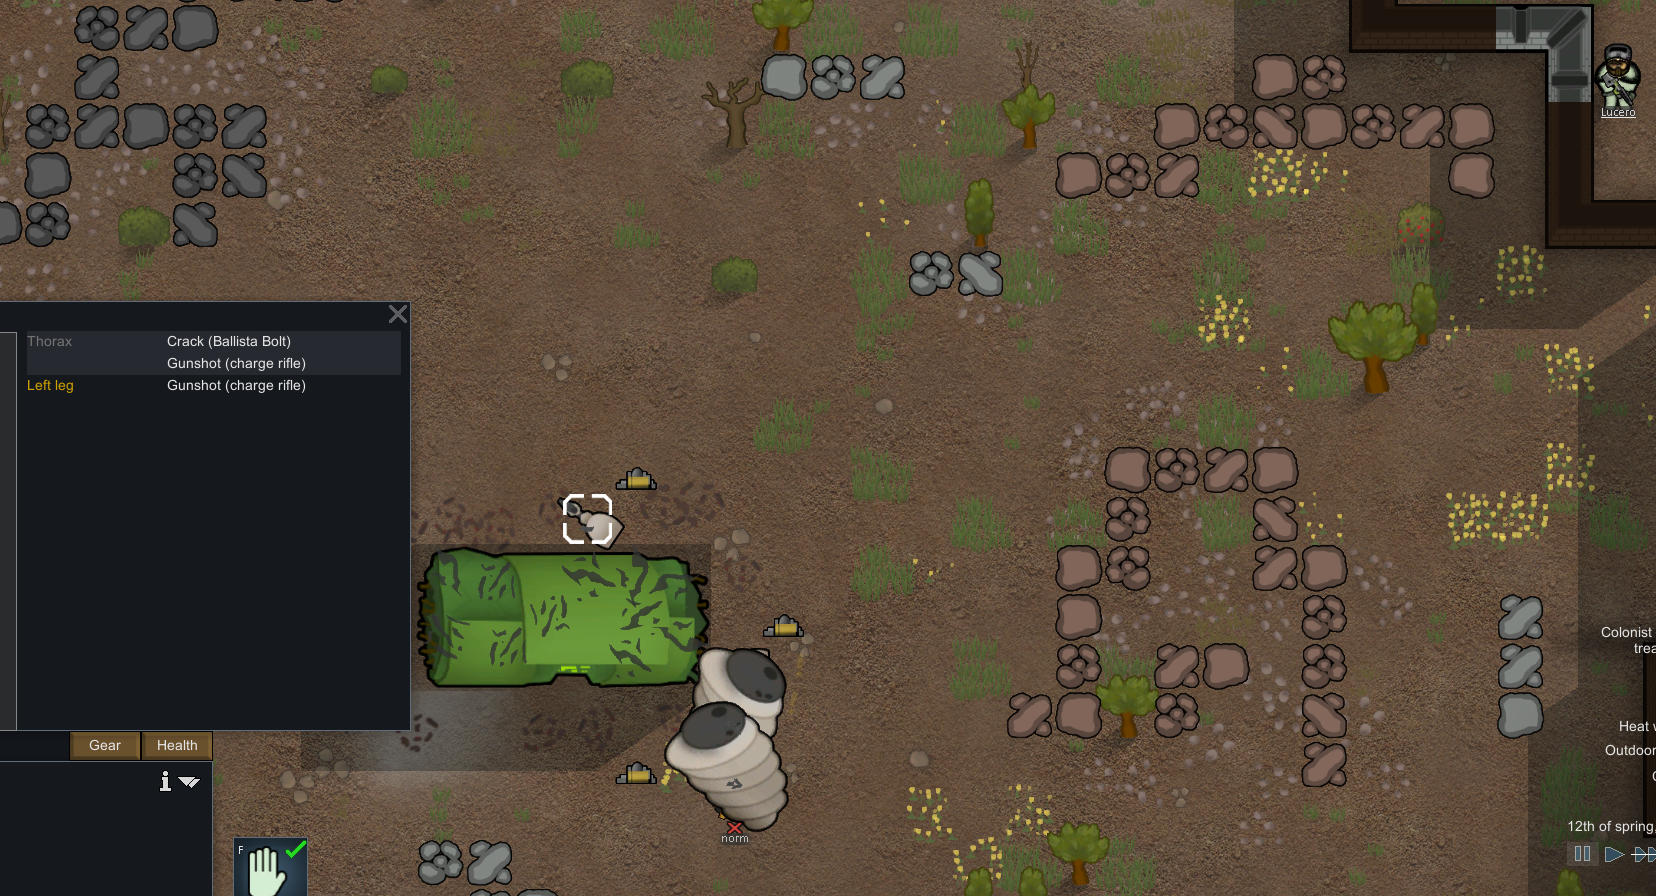 Lucero
Thorax Crack (Ballista Bolt)
Gunshot (charge rifle)
Left leg Gunshot (charge rifle)
Colonist
Gear Health
Heat
Outdoor
F
norm
12th of spring,